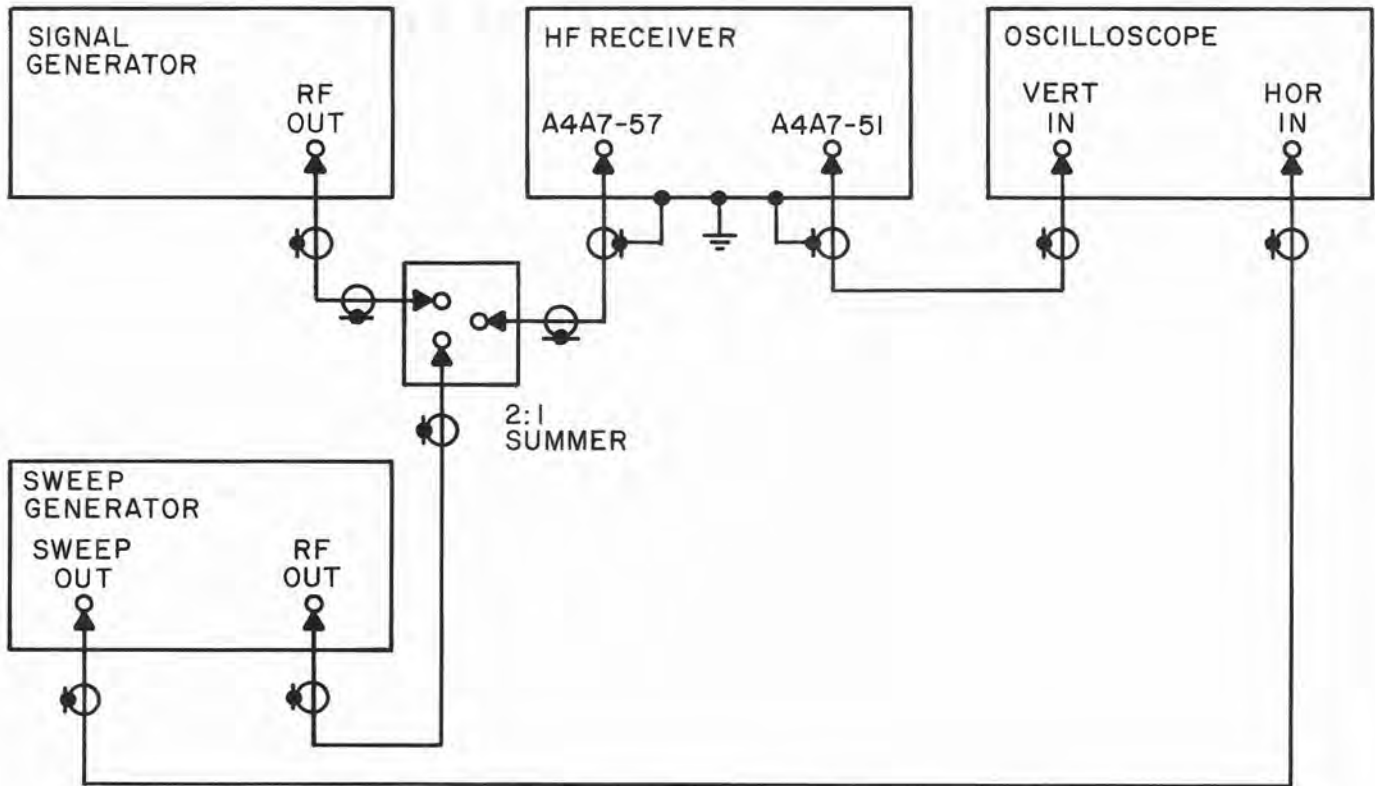 SIGNAL
GENERATOR
RF
OUT
HF RECEIVER
A4A7-57
A4A7-51
OSCILLOSCOPE
VERT
IN
HOR
IN
2:1
SUMMER
SWEEP
GENERATOR
SWEEP
OUT
RF
OUT